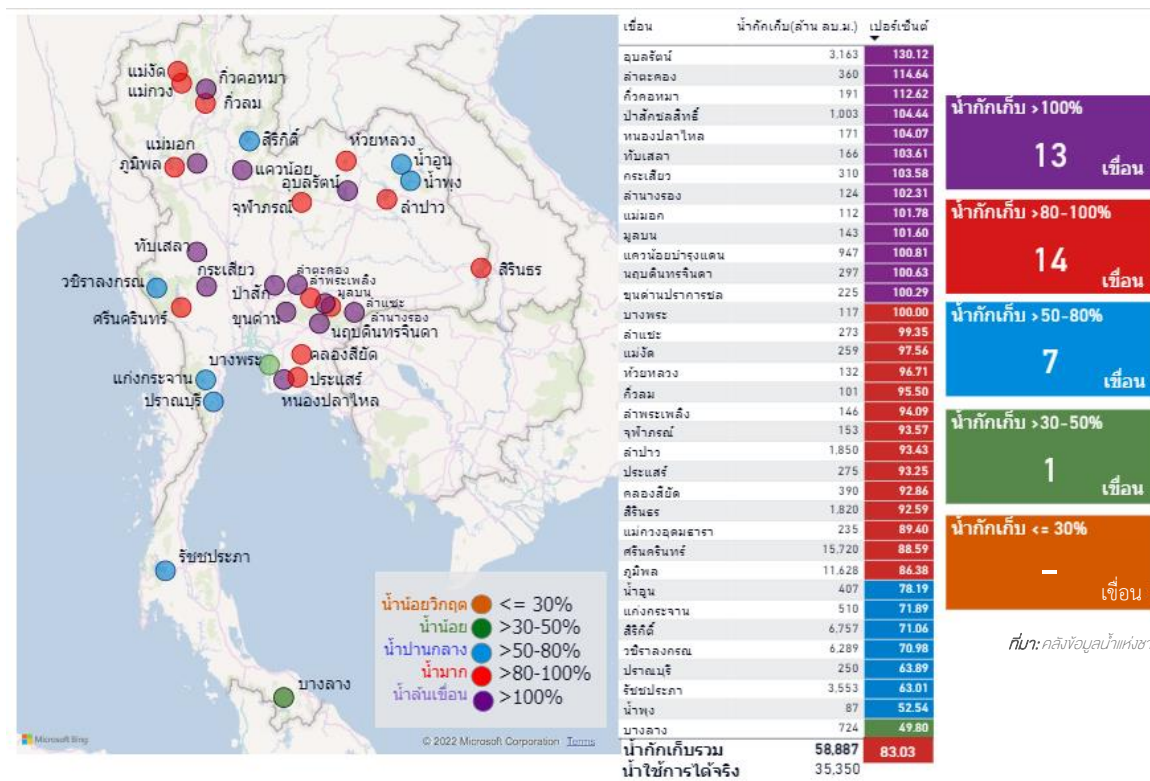 แม่งัด
แม่กวง
กิ่วคอหมา
กิ่วลม
สิริกิติ์
ห้วยหลวง
น้ำอูน
น้ำพุง
แม่มอก
ภูมิพล
แควน้อย
อุบลรัตน์
จุฬาภรณ์
ลำปาว
ทับเสลา
กระเสียว
ลำตะคอง
ลำพระเพลิง
มูลบน
สิรินธร
วชิราลงกรณ
ป่าสัก
ลำแชะ
ศรีนครินทร์
ขุนด่าน
ลำนางรอง
นฤบดินทรจินดา
บางพระ
คลองสียัด
แก่งกระจาน
ประแสร์
ปราณบุรี
หนองปลาไหล
รัชชประภา
บางลาง
น้ำน้อยวิกฤต <= 30%
น้ำน้อย >30-50%
น้ำปานกลาง >50-80%
น้ำมาก >80-100%
น้ำล้นเขื่อน >100%
Microsoft Bing
© 2022 Microsoft Corporation Terms
เขื่อน น้ำกักเก็บ(ล้าน ลบ.ม.) เปอร์เซ็นต์
อุบลรัตน์ 3,163 130.12
ลำตะคอง 360 114.64
กิ่วคอหมา 191 112.62
ป่าสักชลสิทธิ์ 1,003 104.44
หนองปลาไหล 171 104.07
ทับเสลา 166 103.61
กระเสียว 310 103.58
ลำนางรอง 124 102.31
แม่มอก 112 101.78
มูลบน 143 101.60
แควน้อยบำรุงแดน 947 100.81
นฤบดินทรจินดา 297 100.63
ขุนด่านปราการชล 225 100.29
บางพระ 117 100.00
ลำแชะ 273 99.35
แม่งัด 259 97.56
ห้วยหลวง 132 96.71
กิ่วลม 101 95.50
ลำพระเพลิง 146 94.09
จุฬาภรณ์ 153 93.57
ลำปาว 1,850 93.43
ประแสร์ 275 93.25
คลองสียัด 390 92.86
สิรินธร 1,820 92.59
แม่กวงอุดมธารา 235 89.40
ศรีนครินทร์ 15,720 88.59
ภูมิพล 11,628 86.38
น้ำอูน 407 78.19
แก่งกระจาน 510 71.89
สิริกิติ์ 6,757 71.06
วชิราลงกรณ 6,289 70.98
ปราณบุรี 250 63.89
รัชชประภา 3,553 63.01
น้ำพุง 87 52.54
บางลาง 724 49.80
น้ำกักเก็บรวม 58,887 83.03
น้ำใช้การได้จริง 35,350
น้ำกักเก็บ >100%
13 เขื่อน
น้ำกักเก็บ >80-100%
14 เขื่อน
น้ำกักเก็บ >50-80%
7 เขื่อน
น้ำกักเก็บ >30-50%
1 เขื่อน
น้ำกักเก็บ <= 30%
– เขื่อน
ที่มา: คลังข้อมูลน้ำแห่งชา